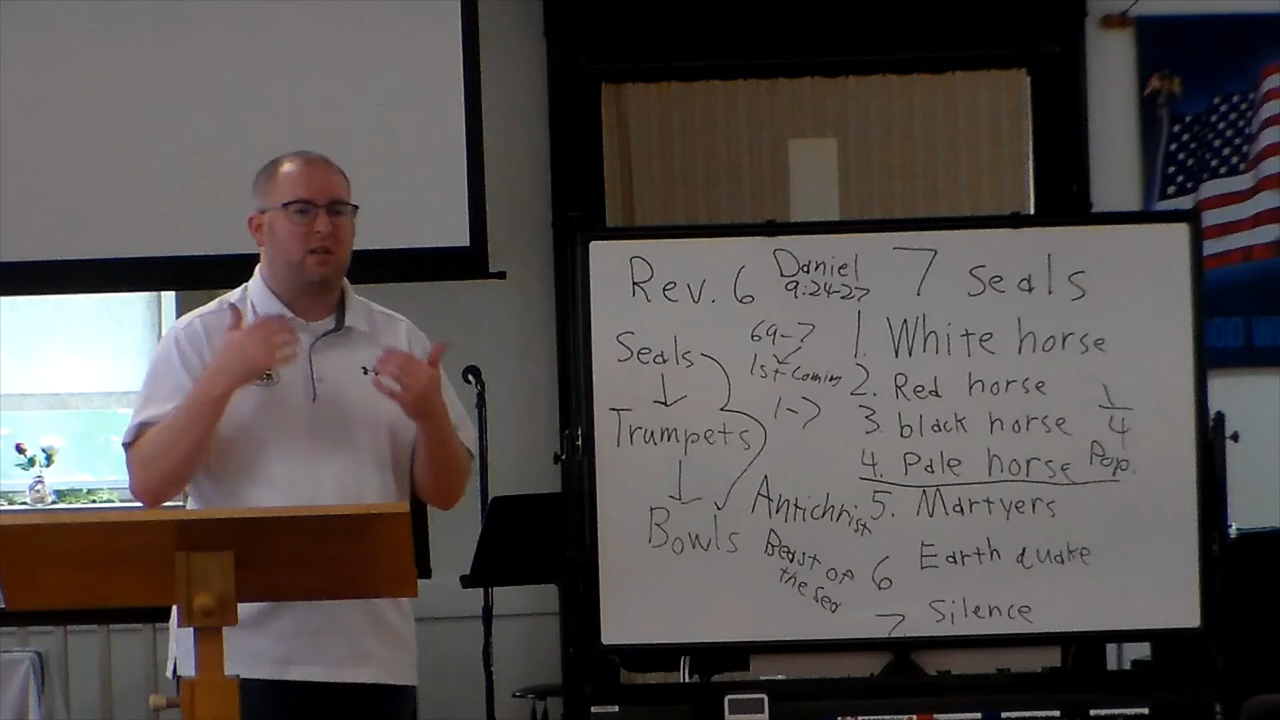 Rev. 6
Daniel
9:24-27
7 Seals
Seals
Trumpets
Bowls
69-7
1st coming
1->
Antichrist
Beast of
the sea
1. White horse
2. Red horse
3. black horse
4. Pale horse
1/4
Pop.
5. Martyers
6 Earth quake
7 Silence